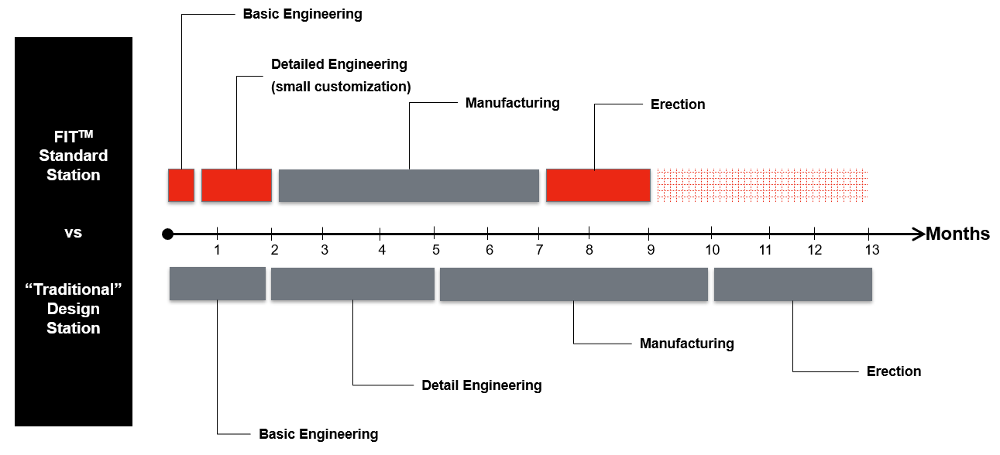 Basic Engineering
Detailed Engineering
(small customization)
Manufacturing
Erection
FIT™
Standard
Station
vs
“Traditional”
Design
Station
Months
1 2 3 4 5 6 7 8 9 10 11 12 13
Manufacturing
Erection
Detail Engineering
Basic Engineering